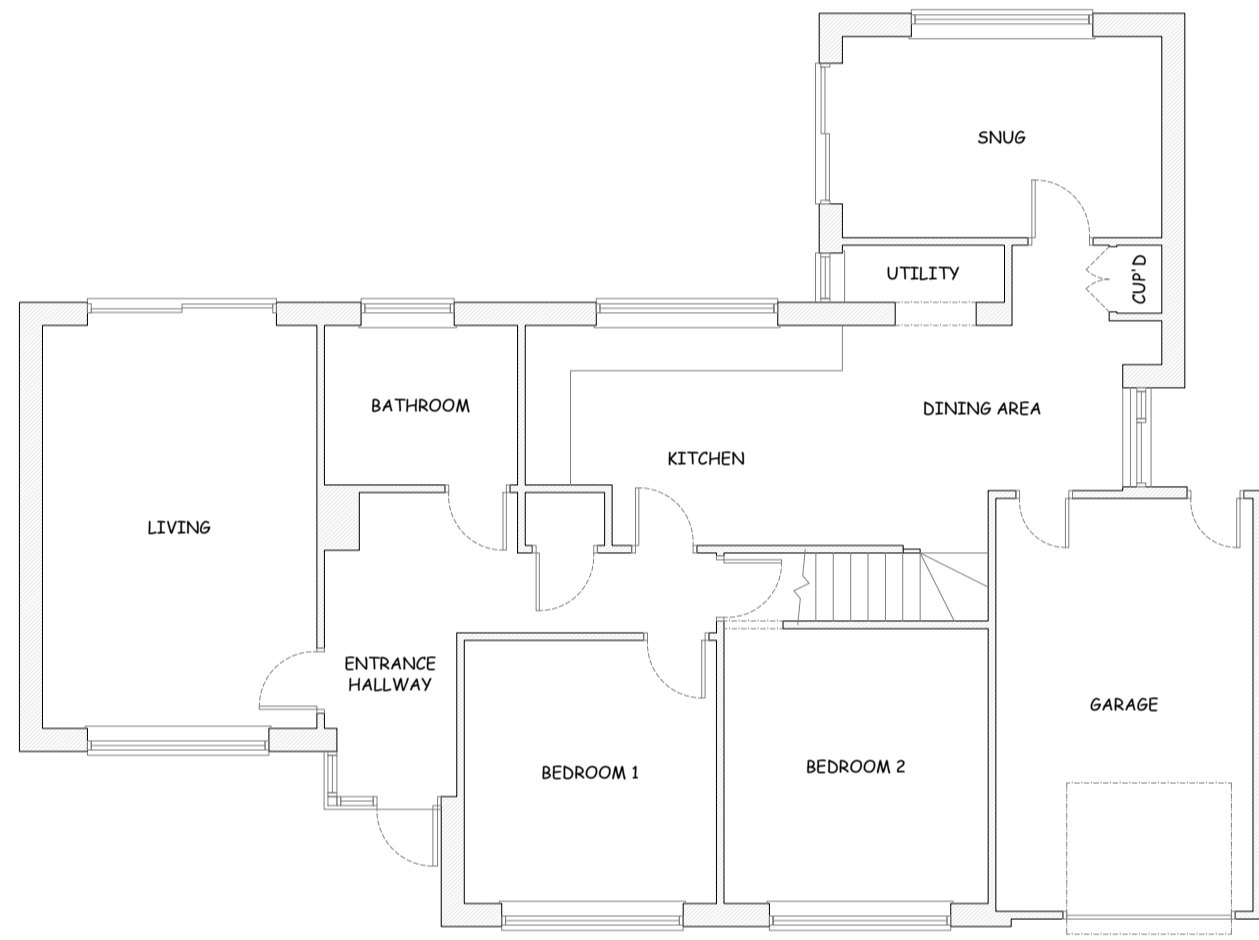 SNUG
UTILITY
CUP'D
BATHROOM
DINING AREA
KITCHEN
LIVING
ENTRANCE
HALLWAY
GARAGE
BEDROOM 1
BEDROOM 2